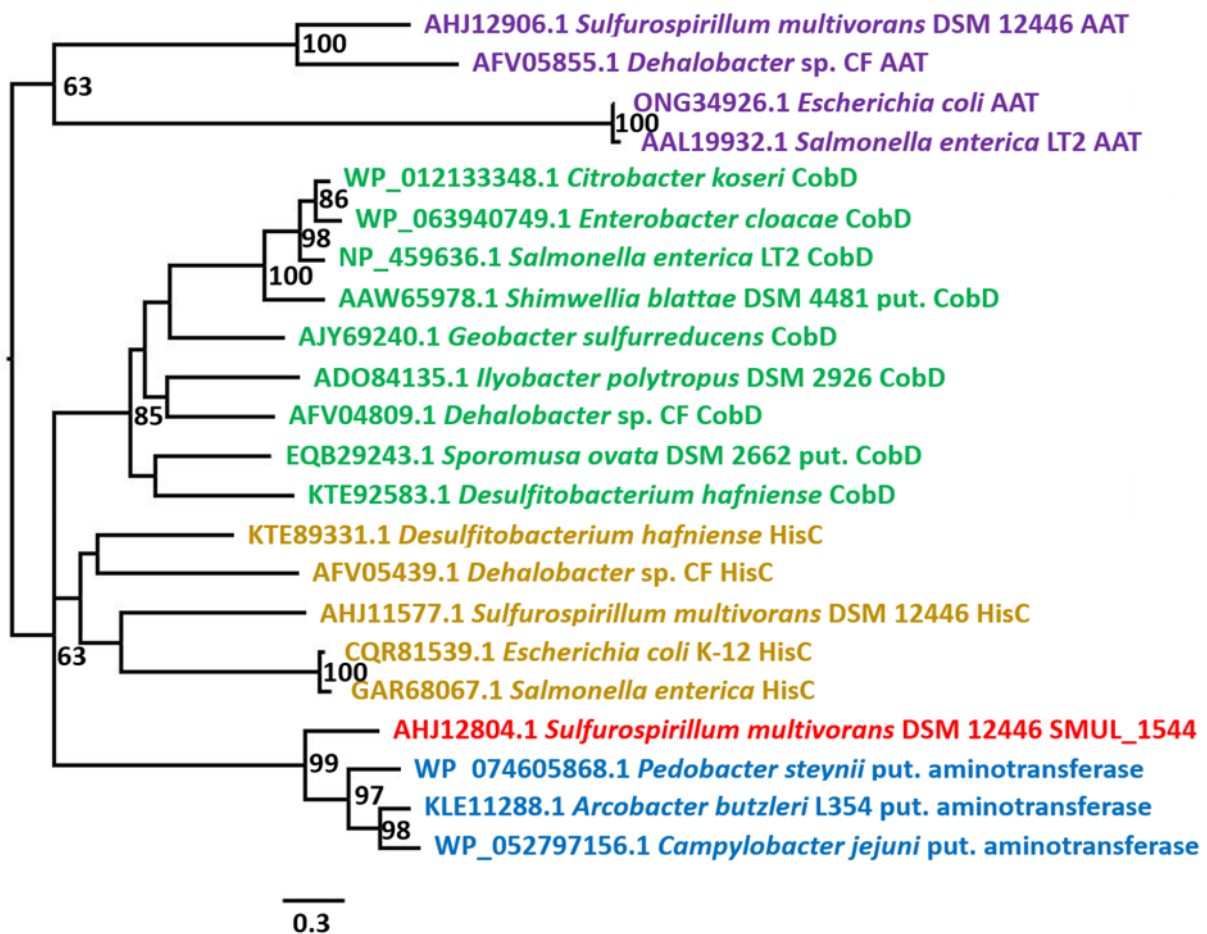 AHJ12906.1 Sulfurospirillum multivorans DSM 12446 AAT
100
AFV05855.1 Dehalobacter sp. CF AAT
63
ONG34926.1 Escherichia coli AAT
100
AAL19932.1 Salmonella enterica LT2 AAT
WP_012133348.1 Citrobacter koseri CobD
86
WP_063940749.1 Enterobacter cloacae CobD
98
NP_459636.1 Salmonella enterica LT2 CobD
100
AAW65978.1 Shimwellia blattae DSM 4481 put. CobD
AJY69240.1 Geobacter sulfurreducens CobD
ADO84135.1 Ilyobacter polytropus DSM 2926 CobD
85
AFV04809.1 Dehalobacter sp. CF CobD
EQB29243.1 Sporomusa ovata DSM 2662 put. CobD
KTE92583.1 Desulfitobacterium hafniense CobD
KTE89331.1 Desulfitobacterium hafniense HisC
AFV05439.1 Dehalobacter sp. CF HisC
AHJ11577.1 Sulfurospirillum multivorans DSM 12446 HisC
63
CQR81539.1 Escherichia coli K-12 HisC
100
GAR68067.1 Salmonella enterica HisC
AHJ12804.1 Sulfurospirillum multivorans DSM 12446 SMUL_1544
99
WP 074605868.1 Pedobacter steynii put. aminotransferase
97
KLE11288.1 Arcobacter butzleri L354 put. aminotransferase
98
WP_052797156.1 Campylobacter jejuni put. aminotransferase
0.3